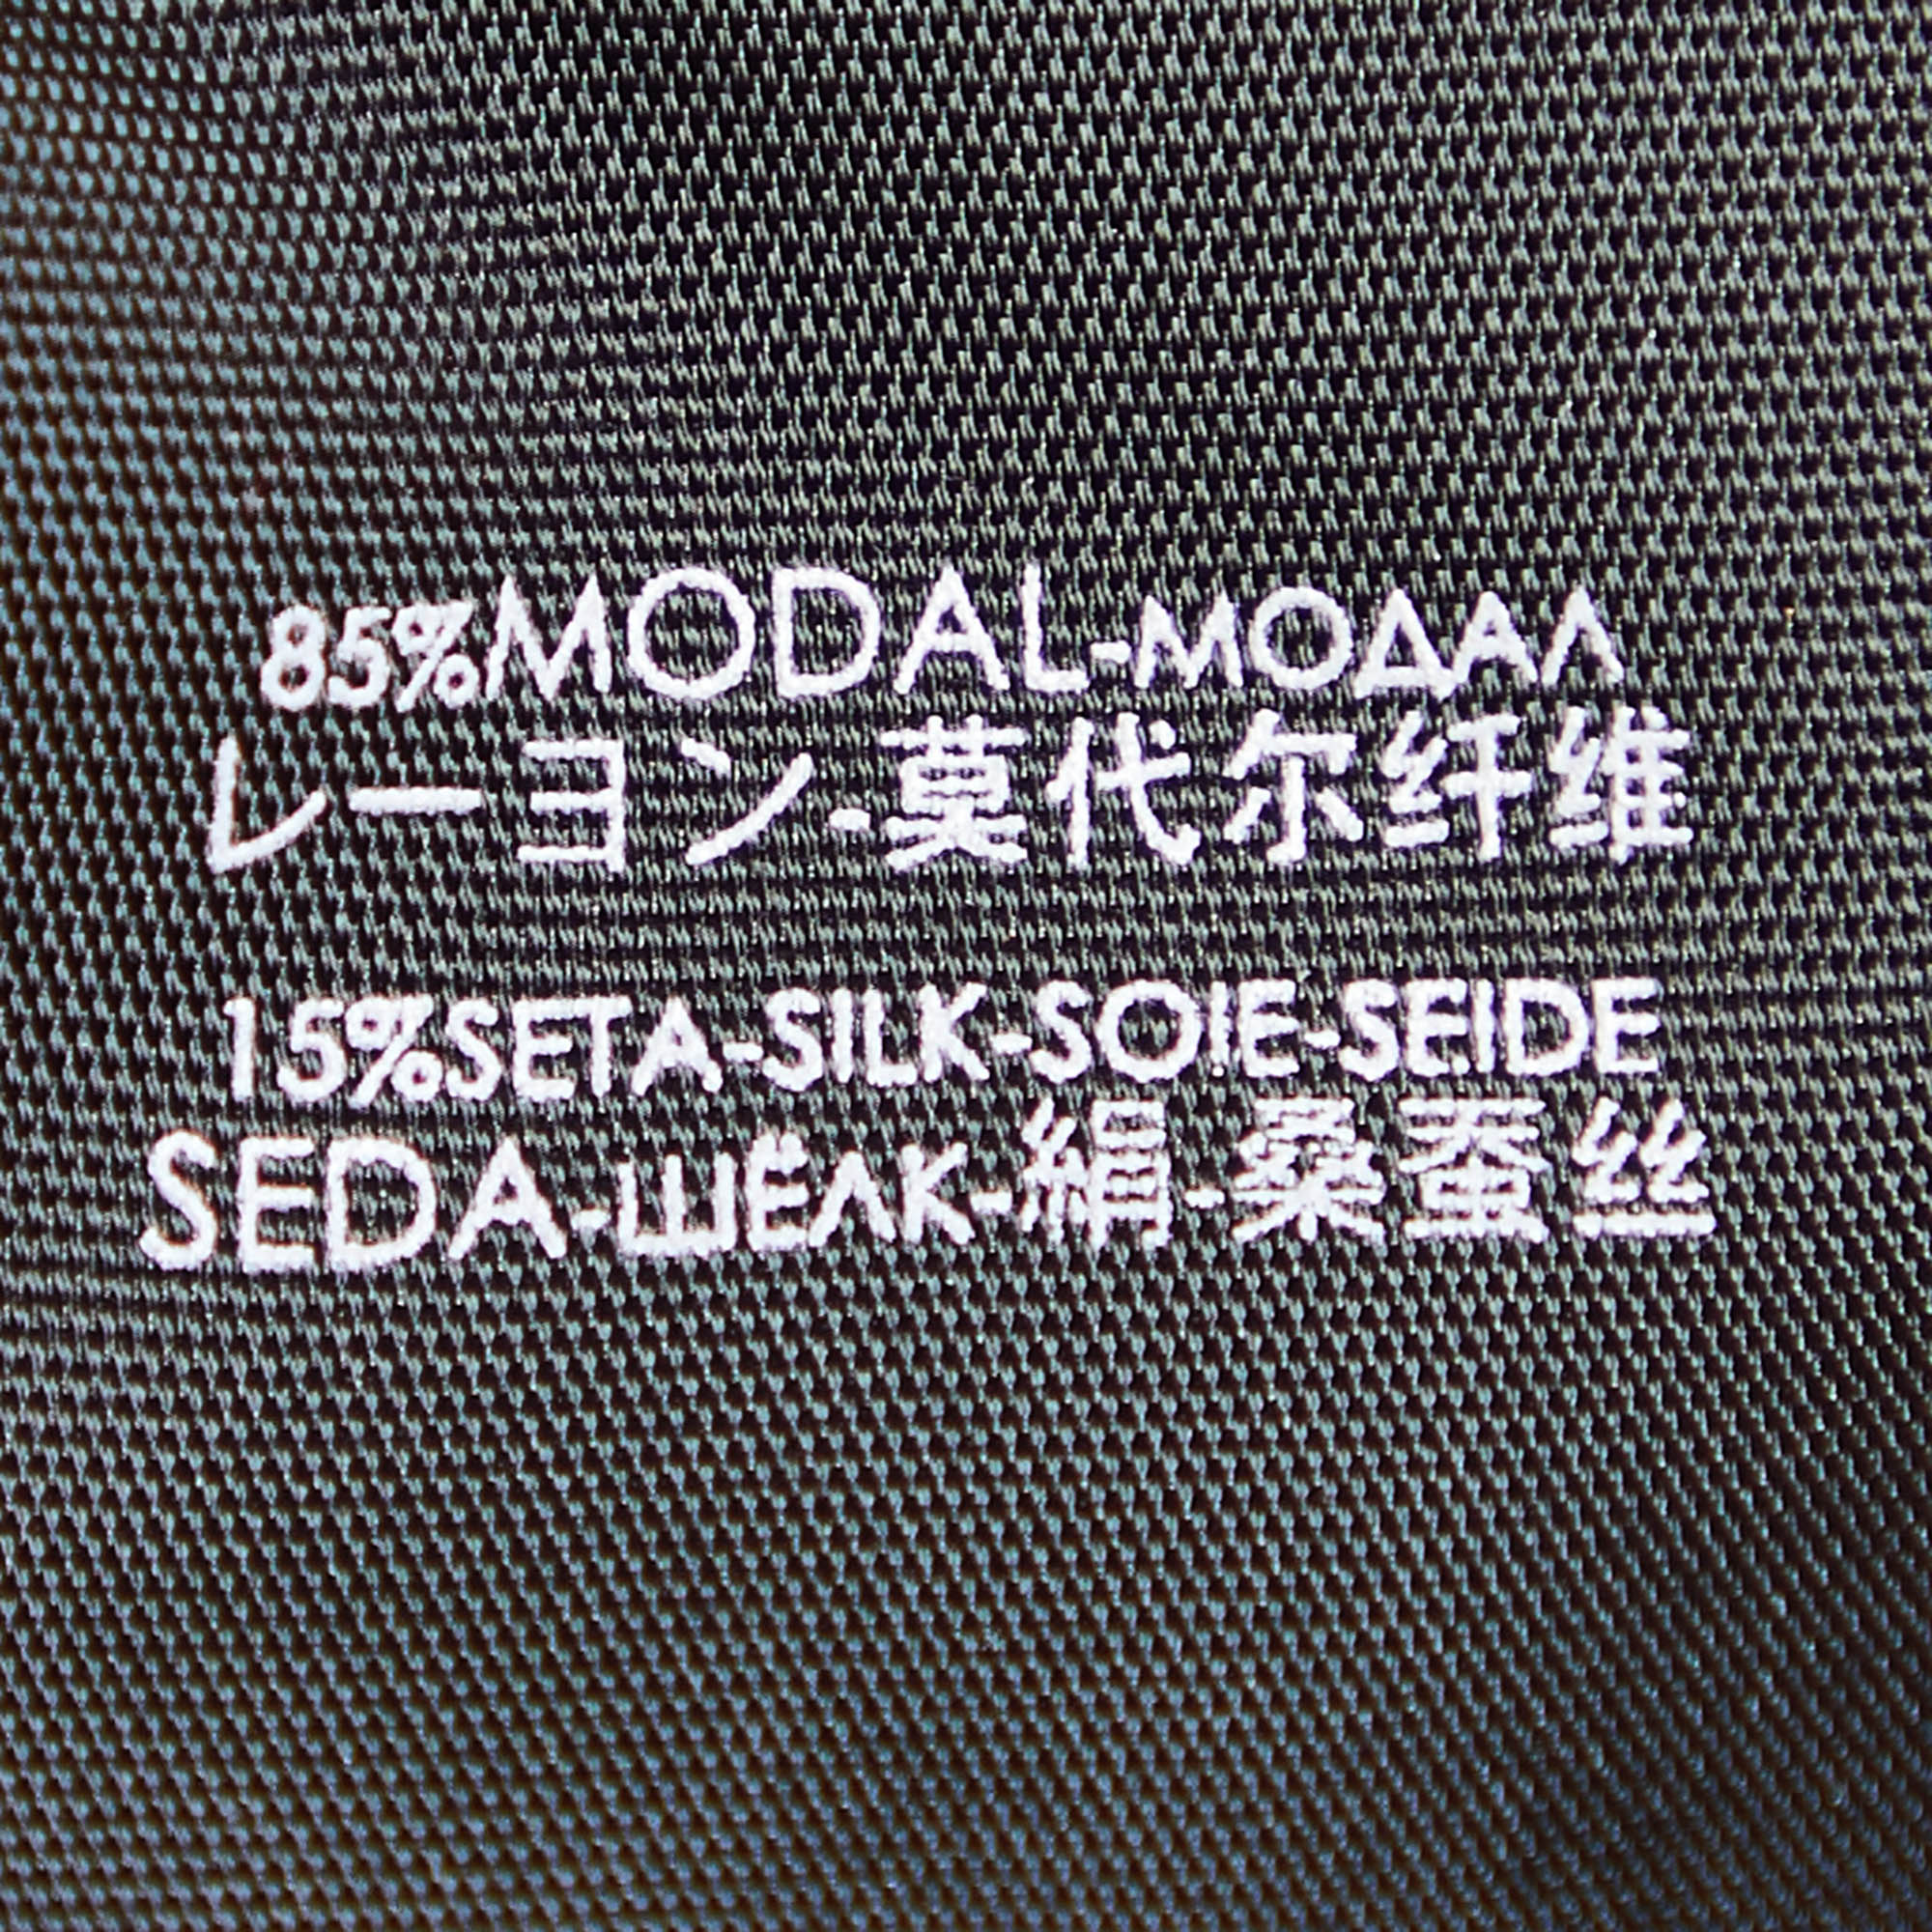 85%MODAL-МОДАЛ
レーヨン-莫代尔纤维
15%SETA-SILK-SOIE-SEIDE
SEDA-ШЁЛК-絹-桑蚕丝